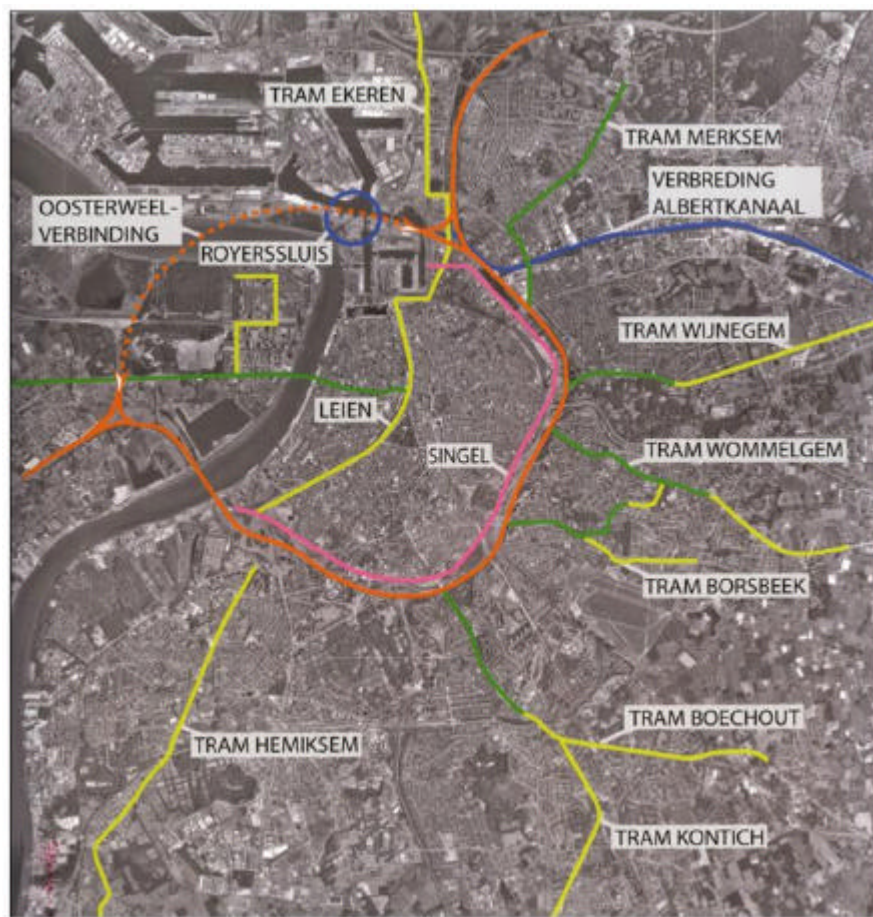 TRAM EKEREN
TRAM MERKSEM
VERBREDING
ALBERTKANAAL
OOSTERWEEL-
VERBINDING
ROYERSSLUIS
TRAM WIJNEGEM
LEIEN
SINGEL
TRAM WOMMELGEM
TRAM BORSBEEK
TRAM BOECHOUT
TRAM HEMIKSEM
TRAM KONTICH